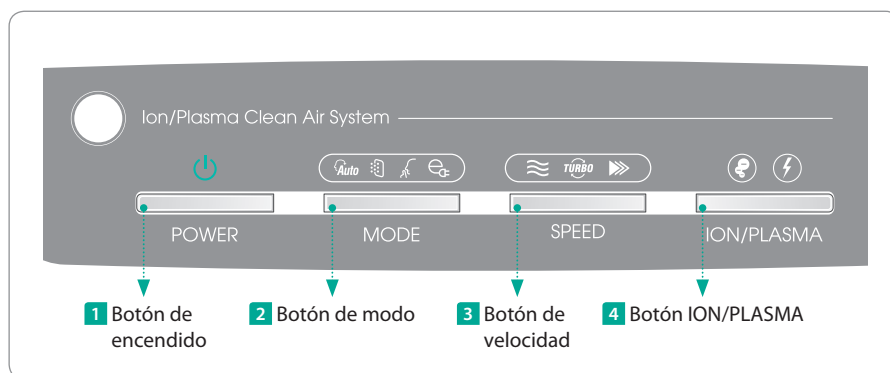 Ion/Plasma Clean Air System
Auto
TURBO
POWER
MODE
SPEED
ION/PLASMA
1 Botón de
encendido
2 Botón de modo
3 Botón de
velocidad
4 Botón ION/PLASMA